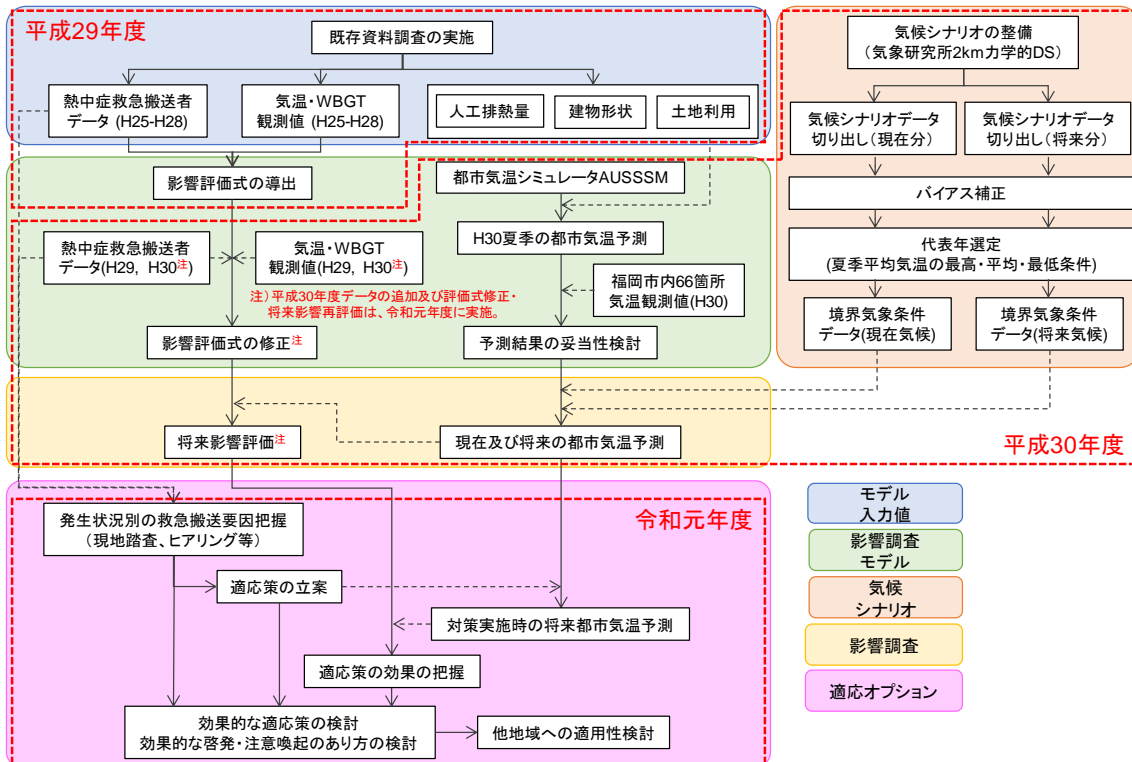 平成29年度
既存資料調査の実施
熱中症救急搬送者
データ (H25-H28)
気温・WBGT
観測値 (H25-H28)
人工排熱量
建物形状
土地利用
気候シナリオの整備
(気象研究所2km力学的DS)
気候シナリオデータ
切り出し(現在分)
気候シナリオデータ
切り出し(将来分)
影響評価式の導出
都市気温シミュレータAUSSSM
バイアス補正
H30夏季の都市気温予測
熱中症救急搬送者
データ(H29, H30注)
気温・WBGT
観測値(H29, H30注)
代表年選定
(夏季平均気温の最高・平均・最低条件)
福岡市内66箇所
気温観測値(H30)
注)平成30年度データの追加及び評価式修正・
将来影響再評価は、令和元年度に実施。
境界気象条件
データ(現在気候)
境界気象条件
データ(将来気候)
影響評価式の修正注
予測結果の妥当性検討
将来影響評価注
現在及び将来の都市気温予測
平成30年度
令和元年度
発生状況別の救急搬送要因把握
(現地踏査、ヒアリング等)
適応策の立案
対策実施時の将来都市気温予測
適応策の効果の把握
効果的な適応策の検討
効果的な啓発・注意喚起のあり方の検討
他地域への適用性検討
モデル
入力値
影響調査
モデル
気候
シナリオ
影響調査
適応オプション